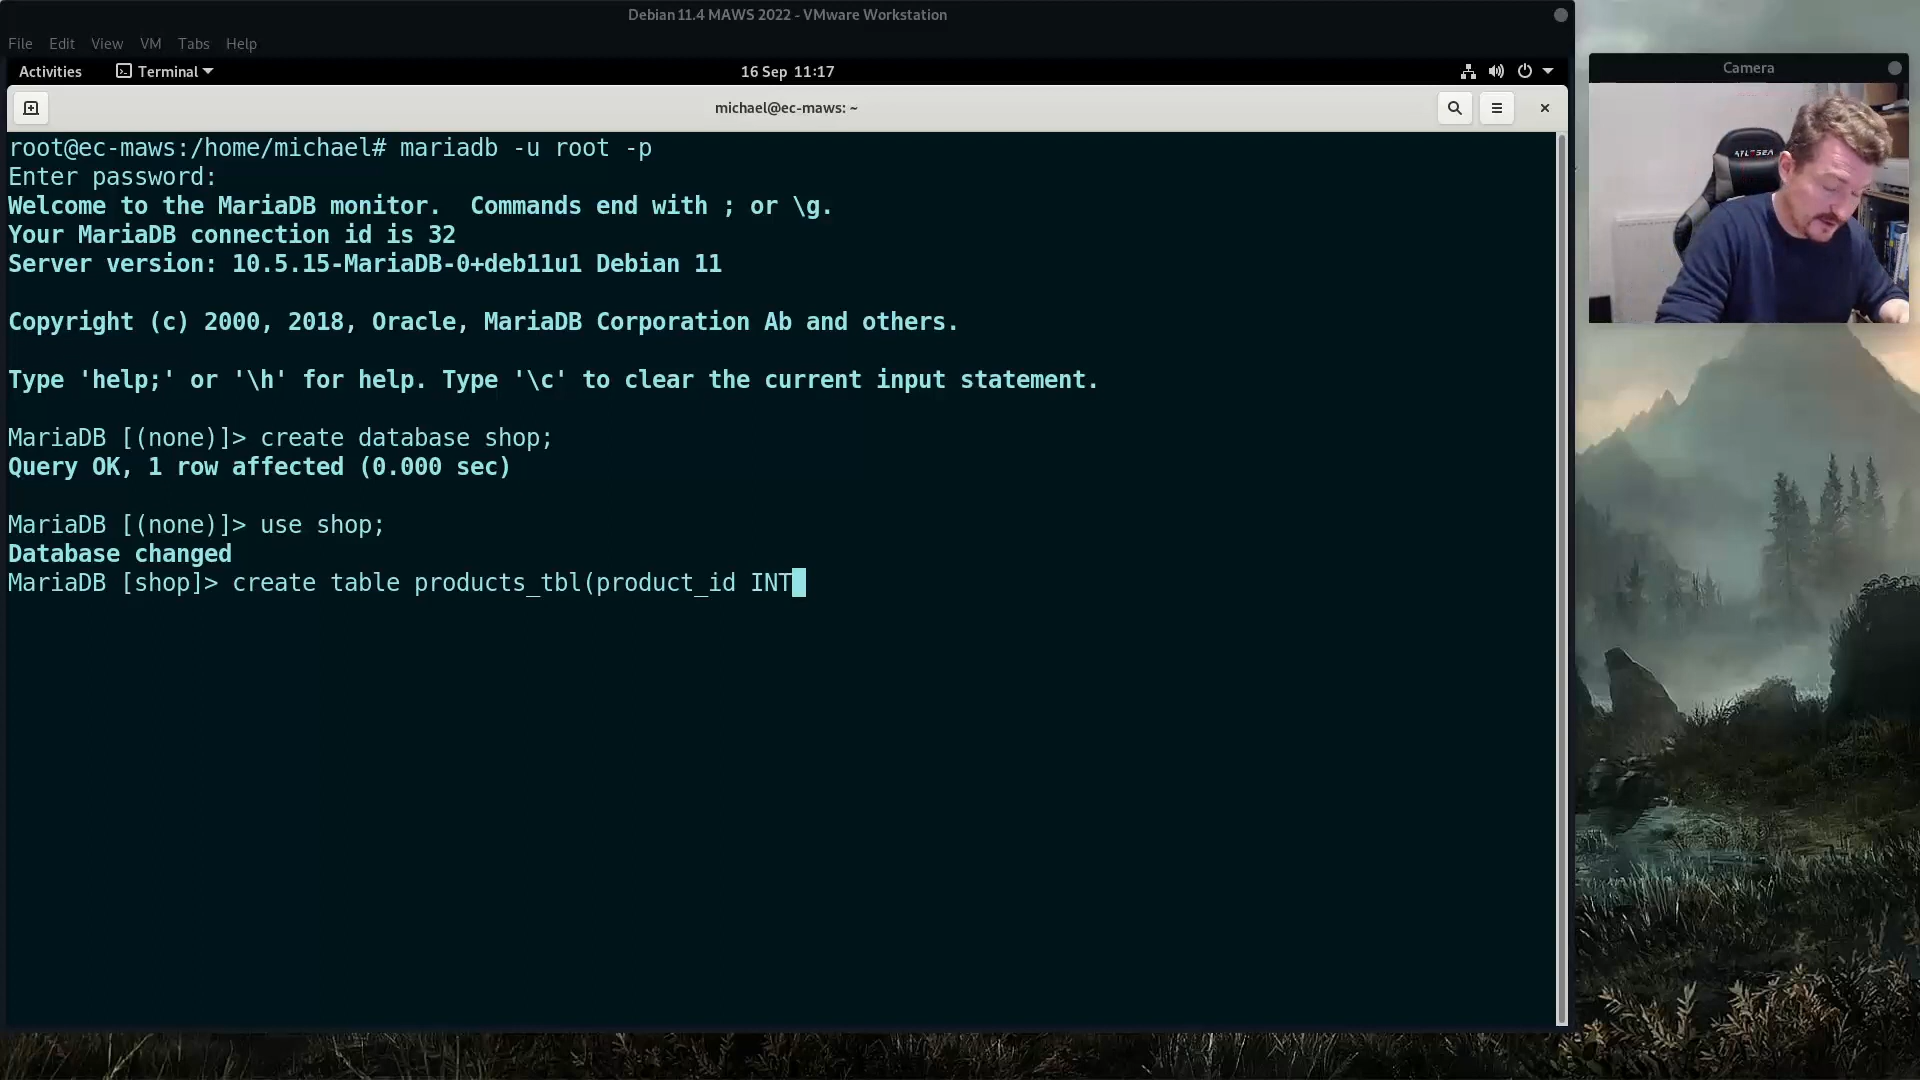 Debian 11.4 MAWS 2022 - VMware Workstation
File Edit View VM Tabs Help
Activities Terminal 16 Sep 11:17
michael@ec-maws: ~
root@ec-maws:/home/michael# mariadb -u root -p
Enter password:
Welcome to the MariaDB monitor.  Commands end with ; or \g.
Your MariaDB connection id is 32
Server version: 10.5.15-MariaDB-0+deb11u1 Debian 11
Copyright (c) 2000, 2018, Oracle, MariaDB Corporation Ab and others.
Type 'help;' or '\h' for help. Type '\c' to clear the current input statement.
MariaDB [(none)]> create database shop;
Query OK, 1 row affected (0.000 sec)
MariaDB [(none)]> use shop;
Database changed
MariaDB [shop]> create table products_tbl(product_id INT
Camera